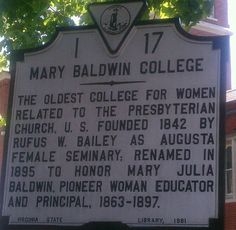 I 17
MARY BALDWIN COLLEGE
THE OLDEST COLLEGE FOR WOMEN
RELATED TO THE PRESBYTERIAN
CHURCH, U. S. FOUNDED 1842 BY
RUFUS W. BAILEY AS AUGUSTA
FEMALE SEMINARY; RENAMED IN
1895 TO HONOR MARY JULIA
BALDWIN, PIONEER WOMAN EDUCATOR
AND PRINCIPAL, 1863-1897.
VIRGINIA STATE LIBRARY, 1981